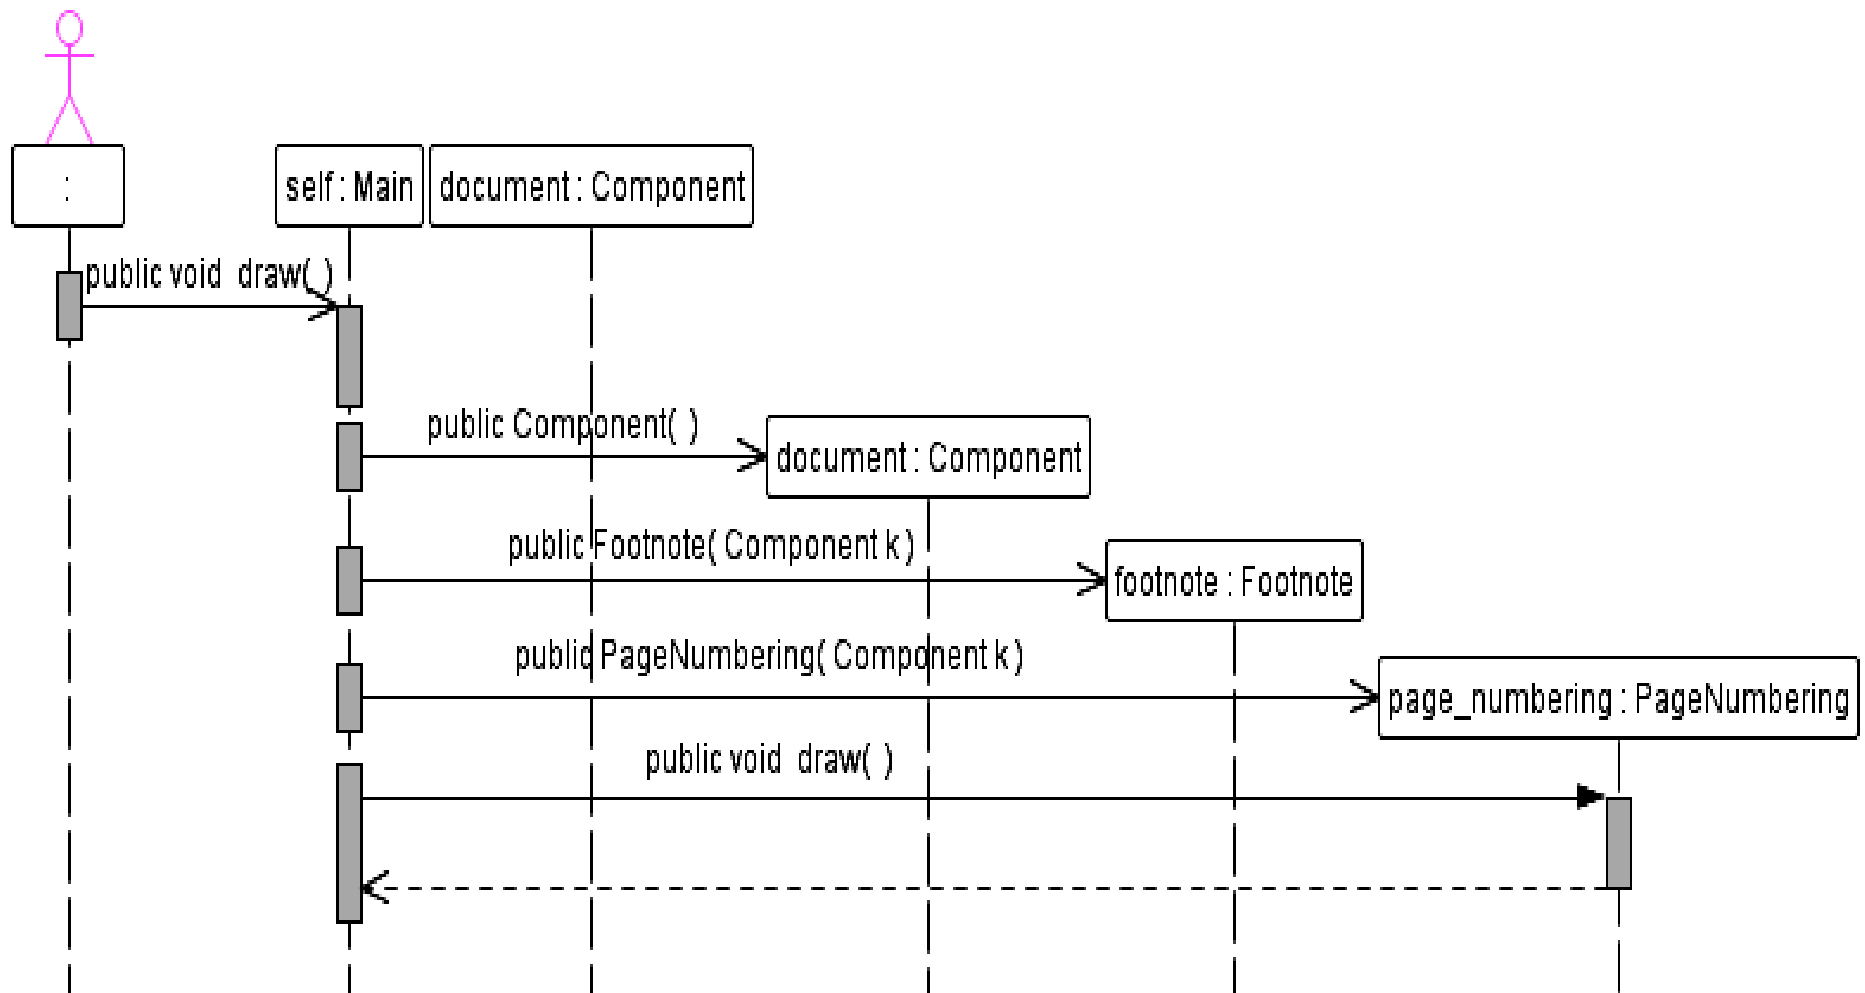 :
self : Main
document : Component
public void draw( )
public Component( )
document : Component
public Footnote( Component k )
footnote : Footnote
public PageNumbering( Component k )
page_numbering : PageNumbering
public void draw( )